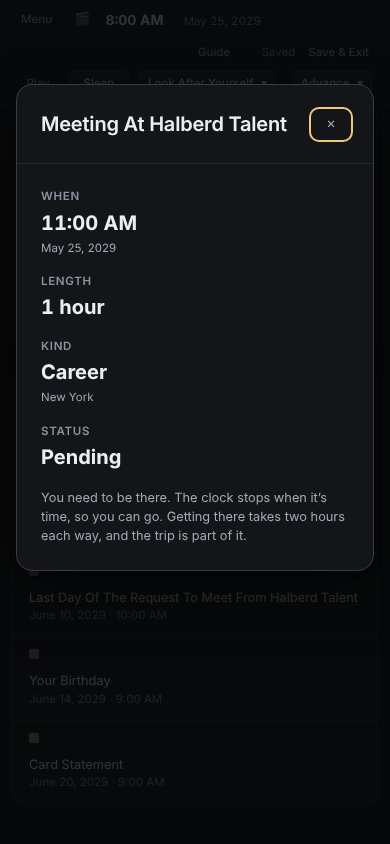 Menu 🎬 8:00 AM May 25, 2029
Guide Saved Save & Exit
Play Sleep Look After Yourself Advance
Meeting At Halberd Talent ×
WHEN
11:00 AM
May 25, 2029
LENGTH
1 hour
KIND
Career
New York
STATUS
Pending
You need to be there. The clock stops when it’s
time, so you can go. Getting there takes two hours
each way, and the trip is part of it.
Last Day Of The Request To Meet From Halberd Talent
June 10, 2029 · 10:00 AM
Your Birthday
June 14, 2029 · 9:00 AM
Card Statement
June 20, 2029 · 9:00 AM